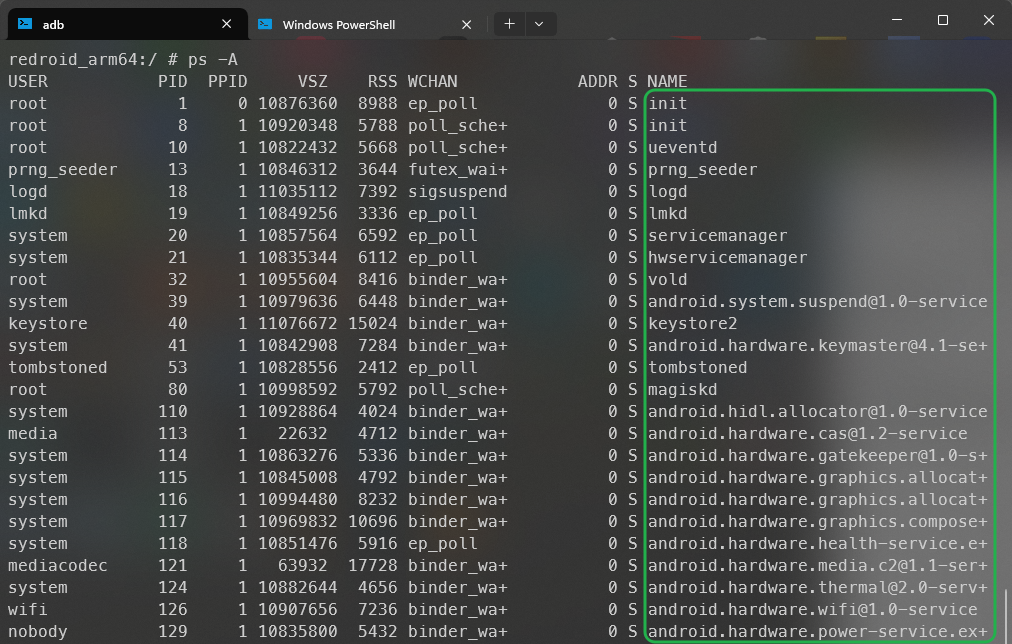 adb
Windows PowerShell
redroid_arm64:/ # ps -A
USER PID PPID VSZ RSS WCHAN ADDR S NAME
root 1 0 10876360 8988 ep_poll 0 S init
root 8 1 10920348 5788 poll_sche+ 0 S init
root 10 1 10822432 5668 poll_sche+ 0 S ueventd
prng_seeder 13 1 10846312 3644 futex_wai+ 0 S prng_seeder
logd 18 1 11035112 7392 sigsuspend 0 S logd
lmkd 19 1 10849256 3336 ep_poll 0 S lmkd
system 20 1 10857564 6592 ep_poll 0 S servicemanager
system 21 1 10835344 6112 ep_poll 0 S hwservicemanager
root 32 1 10955604 8416 binder_wa+ 0 S vold
system 39 1 10979636 6448 binder_wa+ 0 S android.system.suspend@1.0-service
keystore 40 1 11076672 15024 binder_wa+ 0 S keystore2
system 41 1 10842908 7284 binder_wa+ 0 S android.hardware.keymaster@4.1-se+
tombstoned 53 1 10828556 2412 ep_poll 0 S tombstoned
root 80 1 10998592 5792 poll_sche+ 0 S magiskd
system 110 1 10928864 4024 binder_wa+ 0 S android.hidl.allocator@1.0-service
media 113 1 22632 4712 binder_wa+ 0 S android.hardware.cas@1.2-service
system 114 1 10863276 5336 binder_wa+ 0 S android.hardware.gatekeeper@1.0-s+
system 115 1 10845008 4792 binder_wa+ 0 S android.hardware.graphics.allocat+
system 116 1 10994480 8232 binder_wa+ 0 S android.hardware.graphics.allocat+
system 117 1 10969832 10696 binder_wa+ 0 S android.hardware.graphics.compose+
system 118 1 10851476 5916 ep_poll 0 S android.hardware.health-service.e+
mediacodec 121 1 63932 17728 binder_wa+ 0 S android.hardware.media.c2@1.1-ser+
system 124 1 10882644 4656 binder_wa+ 0 S android.hardware.thermal@2.0-serv+
wifi 126 1 10907656 7236 binder_wa+ 0 S android.hardware.wifi@1.0-service
nobody 129 1 10835800 5432 binder_wa+ 0 S android.hardware.power-service.ex+